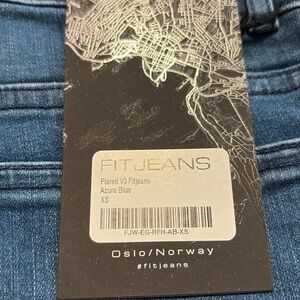 FITJEANS
Flared V3 Fitjeans
Azure Blue
XS
FJW-EG-RFH-AB-XS
Oslo/Norway
#fitjeans